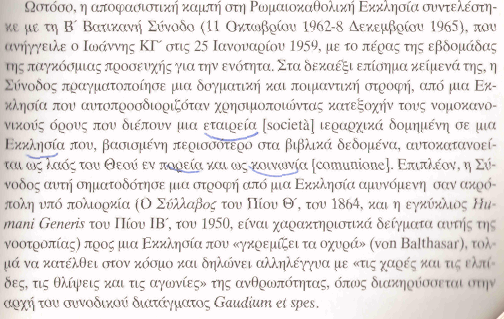 Ωστόσο, η αποφασιστική καμπή στη Ρωμαιοκαθολική Εκκλησία συντελέστη-
κε με τη Β΄ Βατικανή Σύνοδο (11 Οκτωβρίου 1962-8 Δεκεμβρίου 1965), που
ανήγγειλε ο Ιωάννης ΚΓ΄ στις 25 Ιανουαρίου 1959, με το πέρας της εβδομάδας
της παγκόσμιας προσευχής για την ενότητα. Στα δεκαέξι επίσημα κείμενά της, η
Σύνοδος πραγματοποίησε μια δογματική και ποιμαντική στροφή, από μια Εκ-
κλησία που αυτοπροσδιοριζόταν χρησιμοποιώντας κατεξοχήν τους νομοκανο-
νικούς όρους που διέπουν μια εταιρεία [società] ιεραρχικά δομημένη σε μια
Εκκλησία που, βασισμένη περισσότερο στα βιβλικά δεδομένα, αυτοκατανοεί-
ται ως λαός του Θεού εν πορεία και ως κοινωνία [comunione]. Επιπλέον, η Σύ-
νοδος αυτή σηματοδότησε μια στροφή από μια Εκκλησία αμυνόμενη σαν ακρό-
πολη υπό πολιορκία (Ο Σύλλαβος του Πίου Θ΄, του 1864, και η εγκύκλιος Hu-
mani Generis του Πίου ΙΒ΄, του 1950, είναι χαρακτηριστικά δείγματα αυτής της
νοοτροπίας) προς μια Εκκλησία που «γκρεμίζει τα οχυρά» (von Balthasar), τολ-
μά να κατέλθει στον κόσμο και δηλώνει αλληλέγγυα με «τις χαρές και τις ελπί-
δες, τις θλίψεις και τις αγωνίες» της ανθρωπότητας, όπως διακηρύσσεται στην
αρχή του συνοδικού διατάγματος Gaudium et spes.